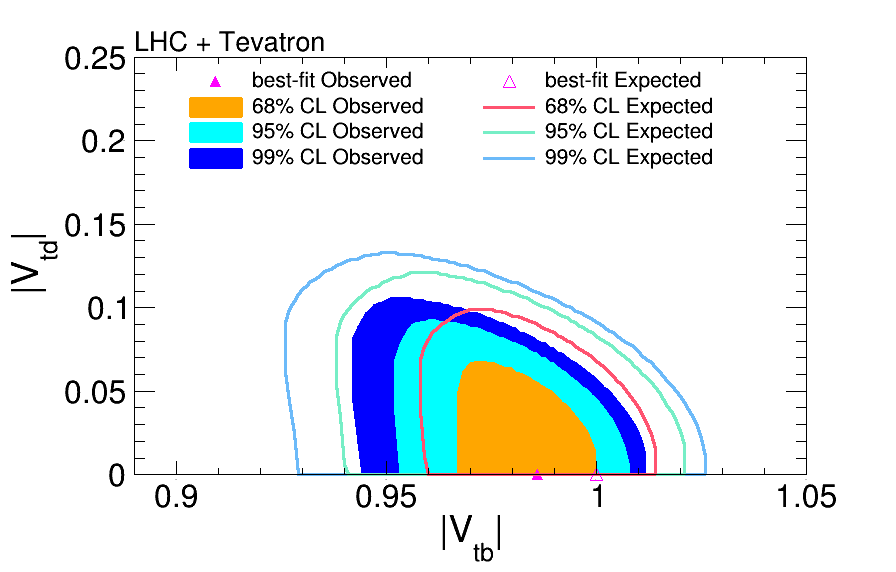 LHC + Tevatron
0.25
best-fit Observed
best-fit Expected
68% CL Observed
68% CL Expected
95% CL Observed
95% CL Expected
99% CL Observed
99% CL Expected
0.2
0.15
|V_td|
0.1
0.05
0
0.9
0.95
1
1.05
|V_tb|